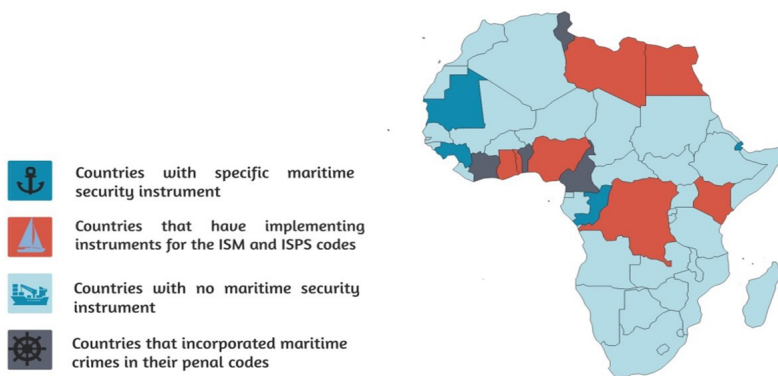 Countries with specific maritime
security instrument
Countries that have implementing
instruments for the ISM and ISPS codes
Countries with no maritime security
instrument
Countries that incorporated maritime
crimes in their penal codes